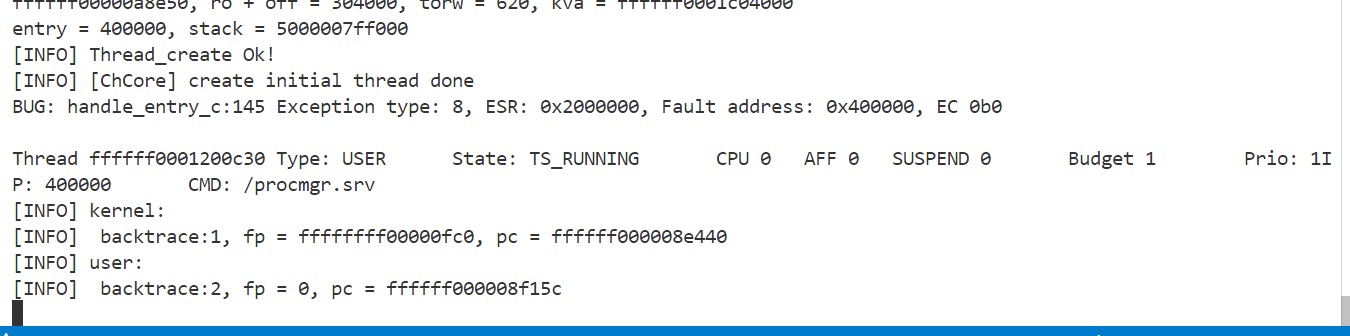 ffffff00000a8e50, ro + off = 304000, torw = 620, kva = ffffff0001c04000
entry = 400000, stack = 5000007ff000
[INFO] Thread_create Ok!
[INFO] [ChCore] create initial thread done
BUG: handle_entry_c:145 Exception type: 8, ESR: 0x2000000, Fault address: 0x400000, EC 0b0
Thread ffffff0001200c30 Type: USER State: TS_RUNNING CPU 0 AFF 0 SUSPEND 0 Budget 1 Prio: 1I
P: 400000 CMD: /procmgr.srv
[INFO] kernel:
[INFO] backtrace:1, fp = ffffffff00000fc0, pc = ffffff000008e440
[INFO] user:
[INFO] backtrace:2, fp = 0, pc = ffffff000008f15c